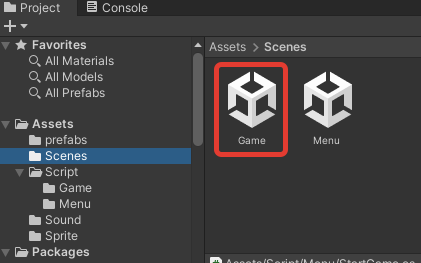 Project
Console
Favorites
All Materials
All Models
All Prefabs
Assets
prefabs
Scenes
Script
Game
Menu
Sound
Sprite
Packages
Assets > Scenes
Game
Menu